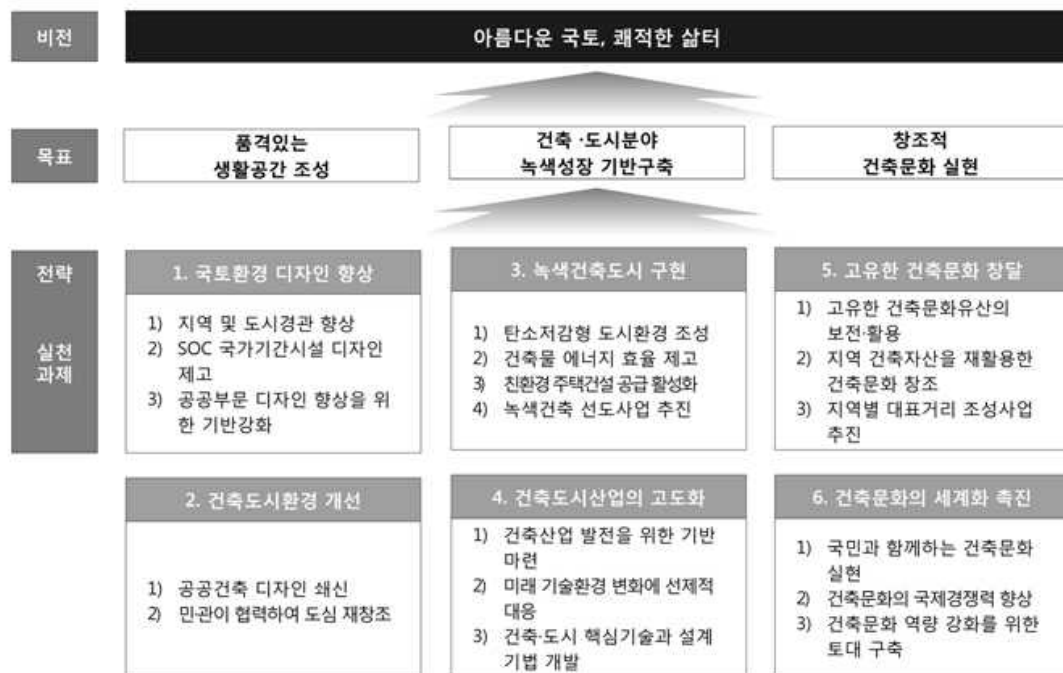 비전
아름다운 국토, 쾌적한 삶터
목표
품격있는
생활공간 조성
건축 ·도시분야
녹색성장 기반구축
창조적
건축문화 실현
전략
실천
과제
1. 국토환경 디자인 향상
1) 지역 및 도시경관 향상
2) SOC 국가기간시설 디자인
제고
3) 공공부문 디자인 향상을 위
한 기반강화
3. 녹색건축도시 구현
1) 탄소저감형 도시환경 조성
2) 건축물 에너지 효율 제고
3) 친환경 주택건설 공급 활성화
4) 녹색건축 선도사업 추진
5. 고유한 건축문화 창달
1) 고유한 건축문화유산의
보전·활용
2) 지역 건축자산을 재활용한
건축문화 창조
3) 지역별 대표거리 조성사업
추진
2. 건축도시환경 개선
1) 공공건축 디자인 쇄신
2) 민·관이 협력하여 도심 재창조
4. 건축도시산업의 고도화
1) 건축산업 발전을 위한 기반
마련
2) 미래 기술환경 변화에 선제적
대응
3) 건축·도시 핵심기술과 설계
기법 개발
6. 건축문화의 세계화 촉진
1) 국민과 함께하는 건축문화
실현
2) 건축문화의 국제경쟁력 향상
3) 건축문화 역량 강화를 위한
토대 구축